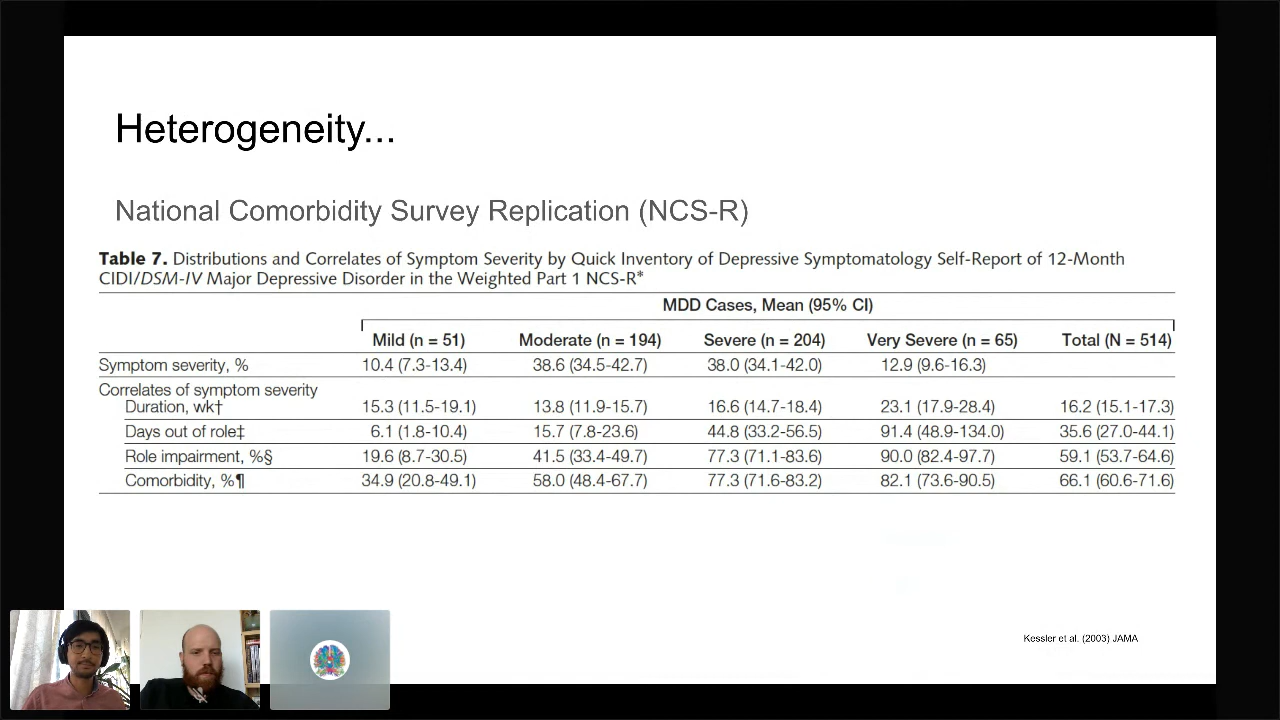 Heterogeneity...
National Comorbidity Survey Replication (NCS-R)
Table 7. Distributions and Correlates of Symptom Severity by Quick Inventory of Depressive Symptomatology Self-Report of 12-Month
CIDI/DSM-IV Major Depressive Disorder in the Weighted Part 1 NCS-R*
MDD Cases, Mean (95% CI)
Mild (n = 51) Moderate (n = 194) Severe (n = 204) Very Severe (n = 65) Total (N = 514)
Symptom severity, % 10.4 (7.3-13.4) 38.6 (34.5-42.7) 38.0 (34.1-42.0) 12.9 (9.6-16.3)
Correlates of symptom severity
Duration, wk† 15.3 (11.5-19.1) 13.8 (11.9-15.7) 16.6 (14.7-18.4) 23.1 (17.9-28.4) 16.2 (15.1-17.3)
Days out of role‡ 6.1 (1.8-10.4) 15.7 (7.8-23.6) 44.8 (33.2-56.5) 91.4 (48.9-134.0) 35.6 (27.0-44.1)
Role impairment, %§ 19.6 (8.7-30.5) 41.5 (33.4-49.7) 77.3 (71.1-83.6) 90.0 (82.4-97.7) 59.1 (53.7-64.6)
Comorbidity, %¶ 34.9 (20.8-49.1) 58.0 (48.4-67.7) 77.3 (71.6-83.2) 82.1 (73.6-90.5) 66.1 (60.6-71.6)
Kessler et al. (2003) JAMA